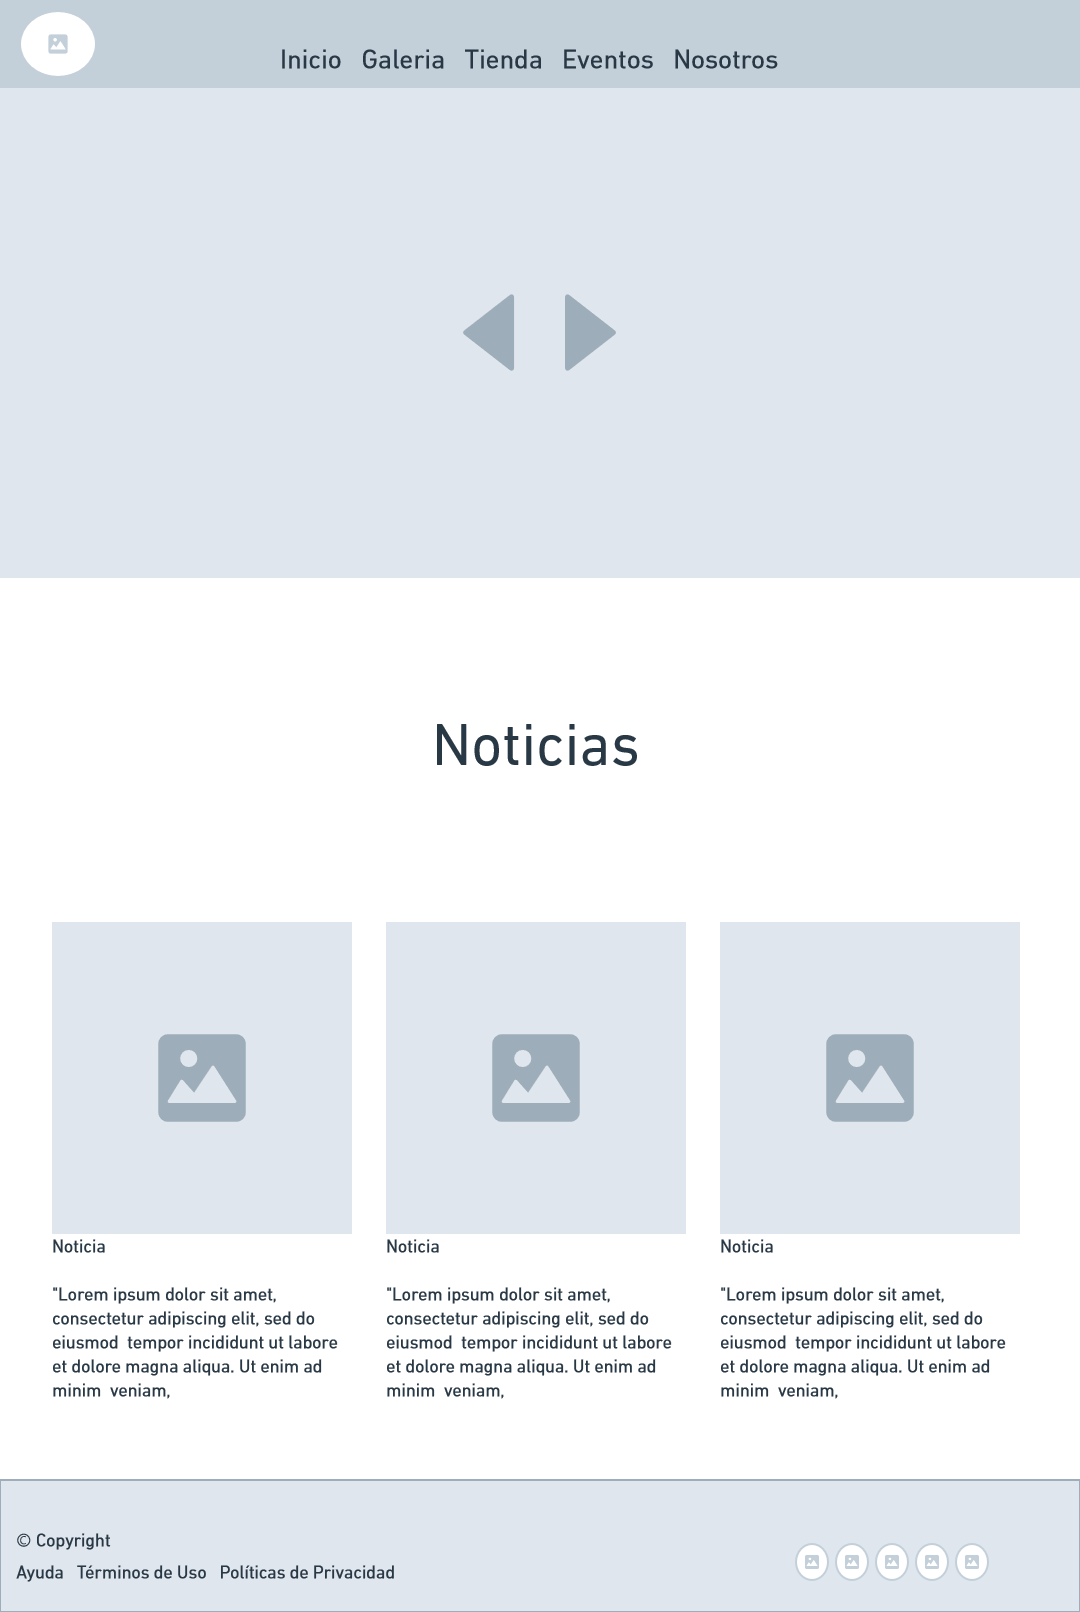 Inicio Galeria Tienda Eventos Nosotros
Noticias
Noticia
"Lorem ipsum dolor sit amet,
consectetur adipiscing elit, sed do
eiusmod  tempor incididunt ut labore
et dolore magna aliqua. Ut enim ad
minim  veniam,
Noticia
"Lorem ipsum dolor sit amet,
consectetur adipiscing elit, sed do
eiusmod  tempor incididunt ut labore
et dolore magna aliqua. Ut enim ad
minim  veniam,
Noticia
"Lorem ipsum dolor sit amet,
consectetur adipiscing elit, sed do
eiusmod  tempor incididunt ut labore
et dolore magna aliqua. Ut enim ad
minim  veniam,
© Copyright
Ayuda Términos de Uso Políticas de Privacidad